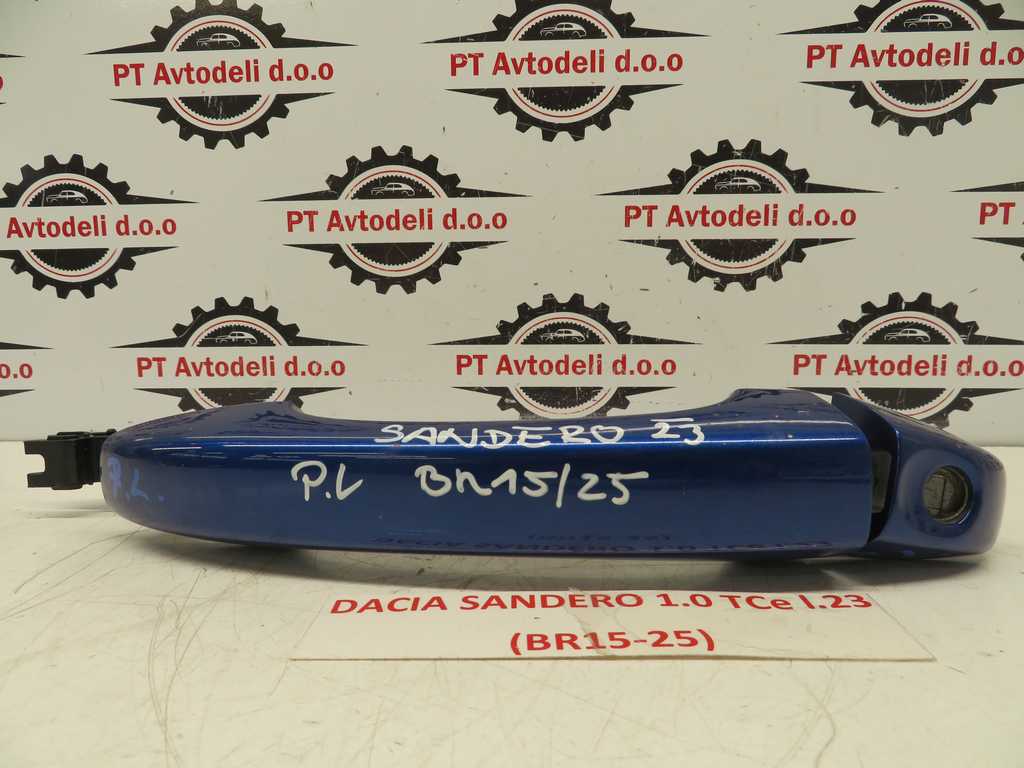 PT Avtodeli d.o.o
PT Avtodeli d.o.o
PT Avtodeli d.o.o
Avtodeli d.o.o
PT Avtodeli d.o.o
PT Avtodeli d.o.o
PT
PT Avtodeli d.o.o
PT Avtodeli d.o.o
PT Avtodeli d.o.o
d.o.o
SANDERO 23
P.L BR15/25
P.L.
DACIA SANDERO 1.0 TCe l.23
(BR15-25)